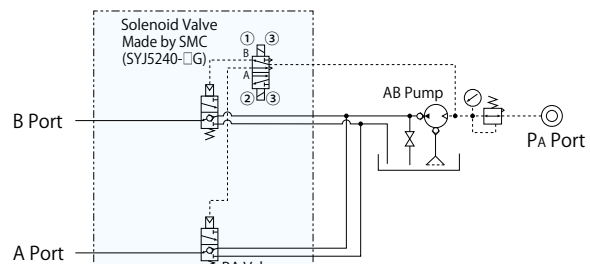 Solenoid Valve
Made by SMC
(SYJ5240-□G)
① ③
B
A
② ③
AB Pump
B Port
PA Port
A Port